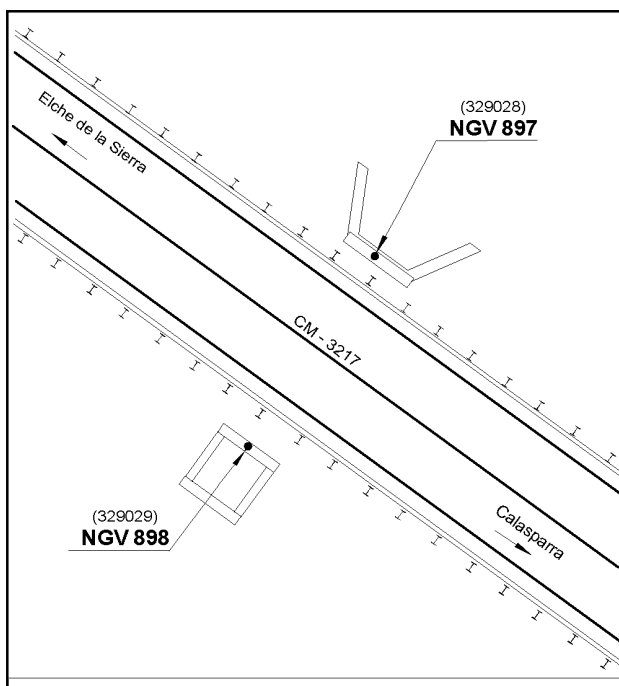 (329028)
NGV 897
Elche de la Sierra
CM - 3217
(329029)
NGV 898
Calasparra